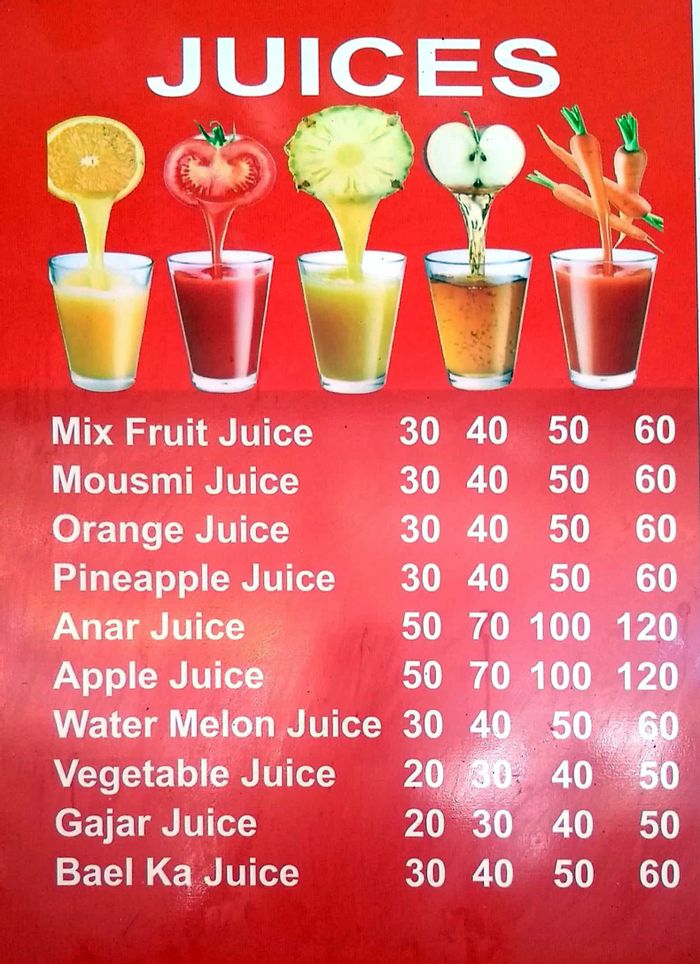 JUICES
Mix Fruit Juice 30 40 50 60
Mousmi Juice 30 40 50 60
Orange Juice 30 40 50 60
Pineapple Juice 30 40 50 60
Anar Juice 50 70 100 120
Apple Juice 50 70 100 120
Water Melon Juice 30 40 50 60
Vegetable Juice 20 30 40 50
Gajar Juice 20 30 40 50
Bael Ka Juice 30 40 50 60